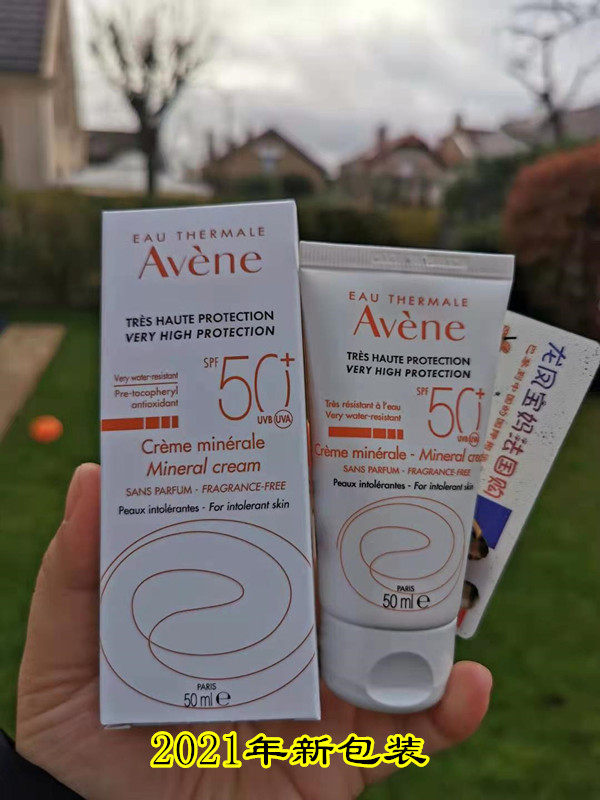 EAU THERMALE
Avène
TRÈS HAUTE PROTECTION
VERY HIGH PROTECTION
Very water-resistant
Pre-tocopheryl
antioxidant
SPF 50+
UVB UVA
Crème minérale
Mineral cream
SANS PARFUM - FRAGRANCE-FREE
Peaux intolérantes - For intolerant skin
PARIS
50 ml e
EAU THERMALE
Avène
TRÈS HAUTE PROTECTION
VERY HIGH PROTECTION
SPF 50+
UVB UVA
Très résistant à l'eau
Very water-resistant
Crème minérale - Mineral cream
SANS PARFUM - FRAGRANCE-FREE
Peaux intolérantes - For intolerant skin
PARIS
50 ml e
龙凤宝妈法国购
2021年新包装